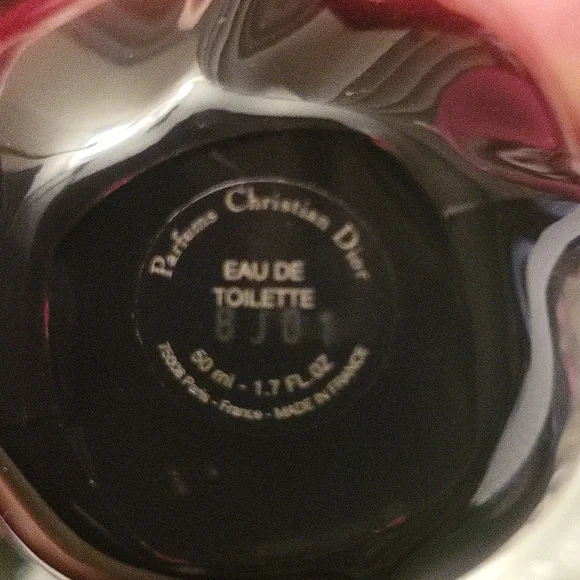 Parfums Christian Dior
EAU DE
TOILETTE
8J01
50 ml - 1.7 FL.OZ
75008 Paris - France - MADE IN FRANCE